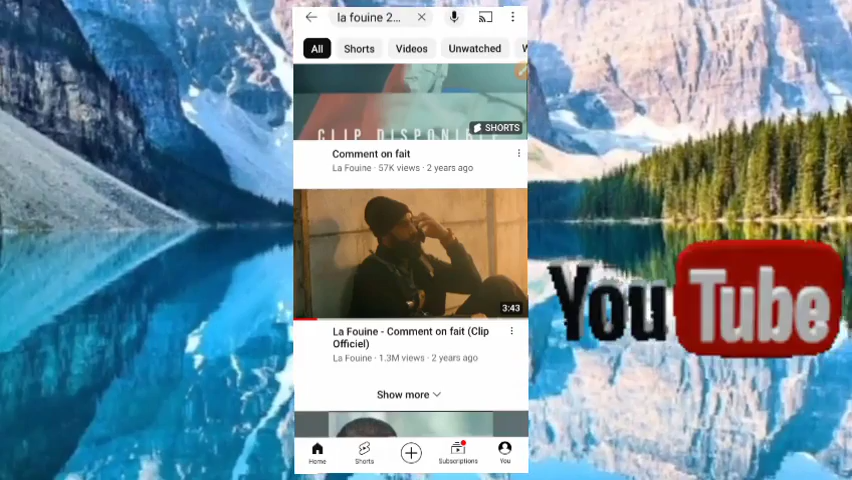 la fouine 2...
All
Shorts
Videos
Unwatched
CLIP DISPONIBLE
SHORTS
Comment on fait
La Fouine · 57K views · 2 years ago
3:43
La Fouine - Comment on fait (Clip
Officiel)
La Fouine · 1.3M views · 2 years ago
YouTube
Show more
Home
Shorts
Subscriptions
You